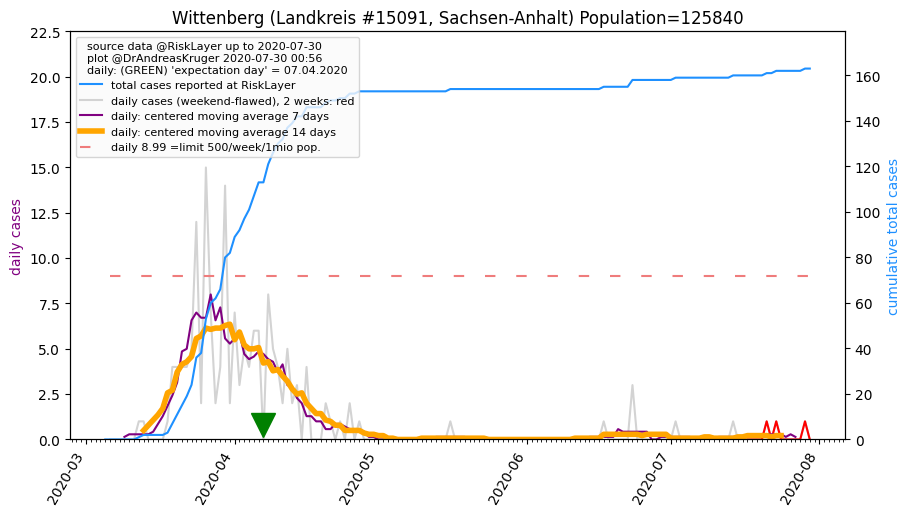 Wittenberg (Landkreis #15091, Sachsen-Anhalt) Population=125840
source data @RiskLayer up to 2020-07-30
plot @DrAndreasKruger 2020-07-30 00:56
daily: (GREEN) 'expectation day' = 07.04.2020
total cases reported at RiskLayer
daily cases (weekend-flawed), 2 weeks: red
daily: centered moving average 7 days
daily: centered moving average 14 days
daily 8.99 =limit 500/week/1mio pop.
daily cases
22.5
20.0
17.5
15.0
12.5
10.0
7.5
5.0
2.5
0.0
160
140
120
100
80
60
40
20
0
cumulative total cases
2020-03
2020-04
2020-05
2020-06
2020-07
2020-08